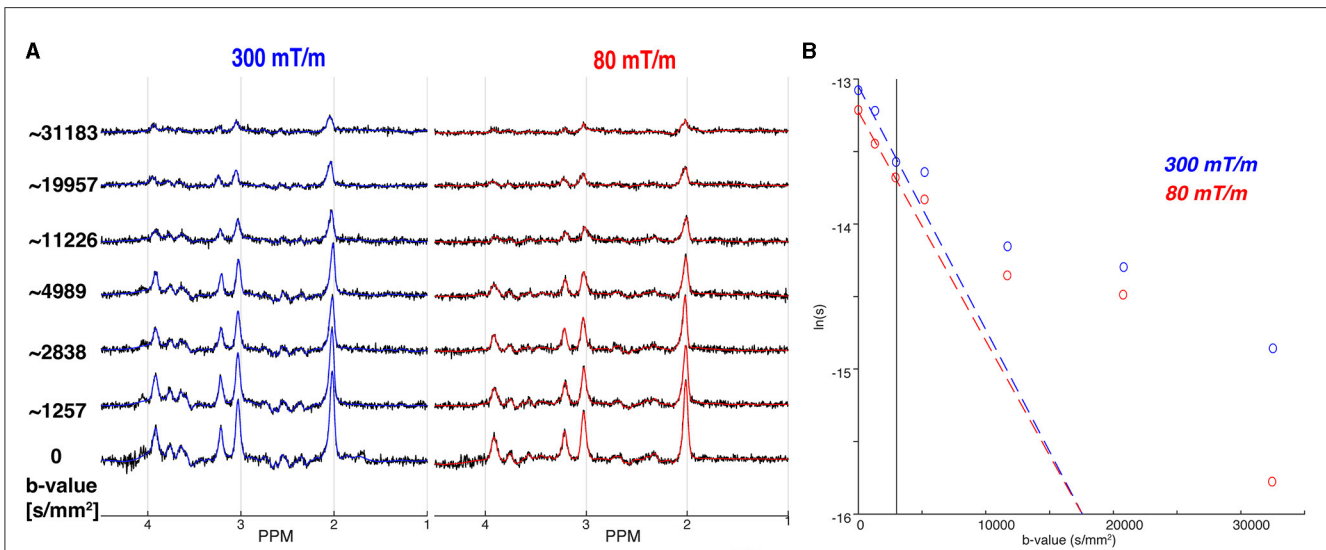 A
300 mT/m
80 mT/m
~31183
~19957
~11226
~4989
~2838
~1257
0
b-value
[s/mm²]
4 3 2 1
PPM
4 3 2 1
PPM
B
-13
-14
-15
-16
ln(s)
300 mT/m
80 mT/m
0 10000 20000 30000
b-value (s/mm²)